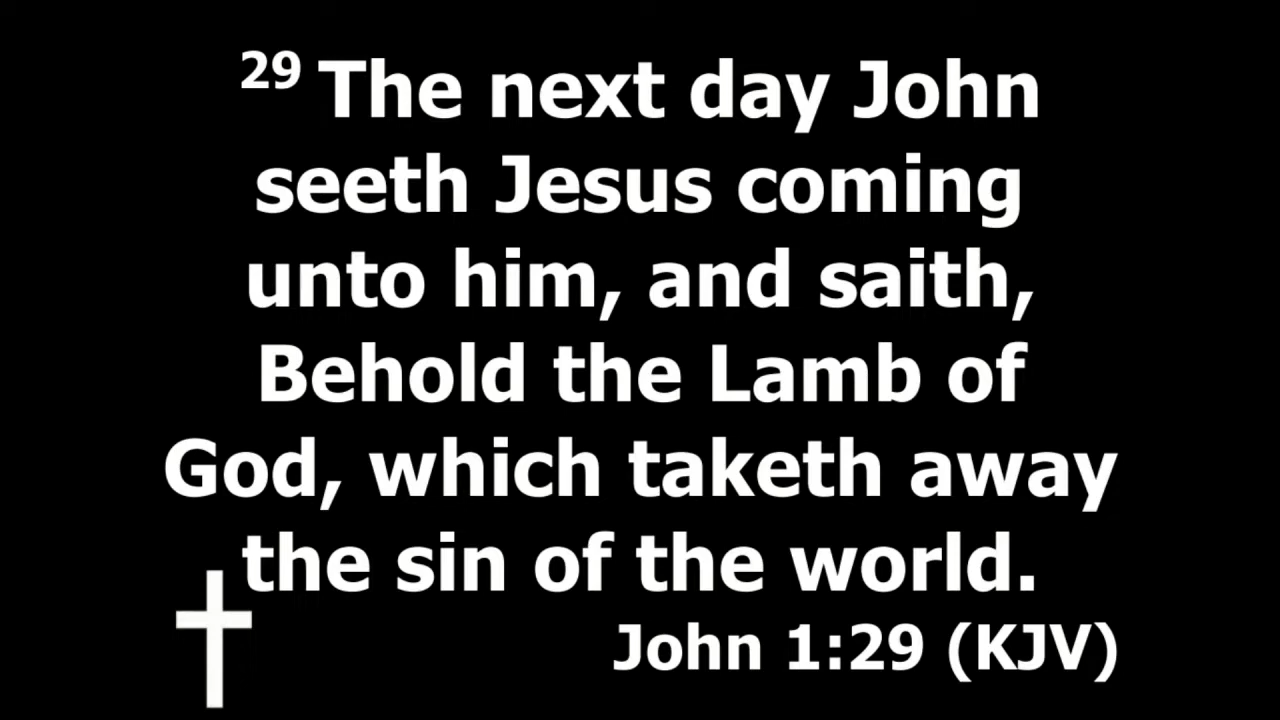 29 The next day John
seeth Jesus coming
unto him, and saith,
Behold the Lamb of
God, which taketh away
the sin of the world.
John 1:29 (KJV)